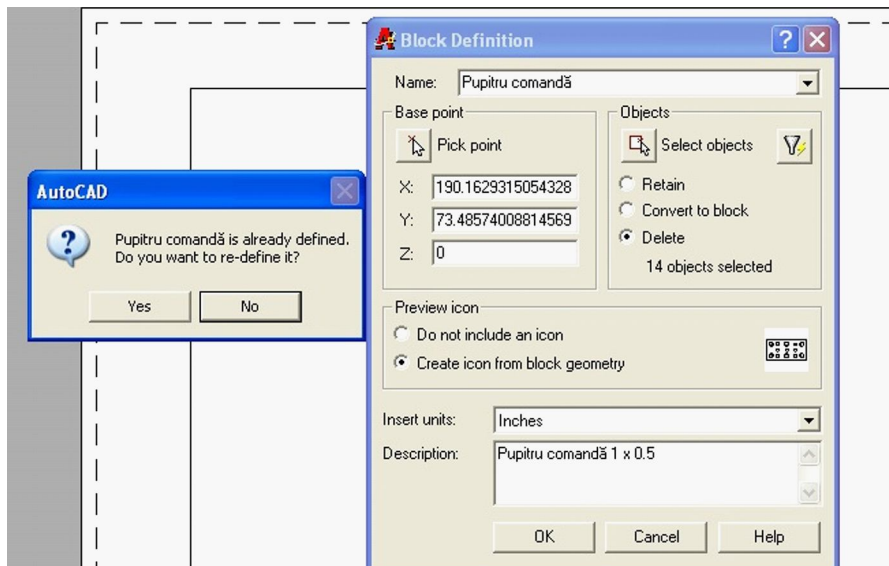 Block Definition
Name: Pupitru comandă
Base point
Pick point
X: 190.1629315054328
Y: 73.48574008814569
Z: 0
Objects
Select objects
Retain
Convert to block
Delete
14 objects selected
AutoCAD
Pupitru comandă is already defined.
Do you want to re-define it?
Yes No
Preview icon
Do not include an icon
Create icon from block geometry
Insert units: Inches
Description: Pupitru comandă 1 x 0.5
OK Cancel Help